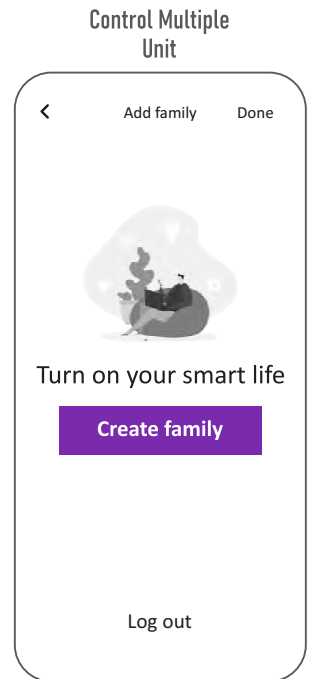 Control Multiple
Unit
Add family Done
Turn on your smart life
Create family
Log out